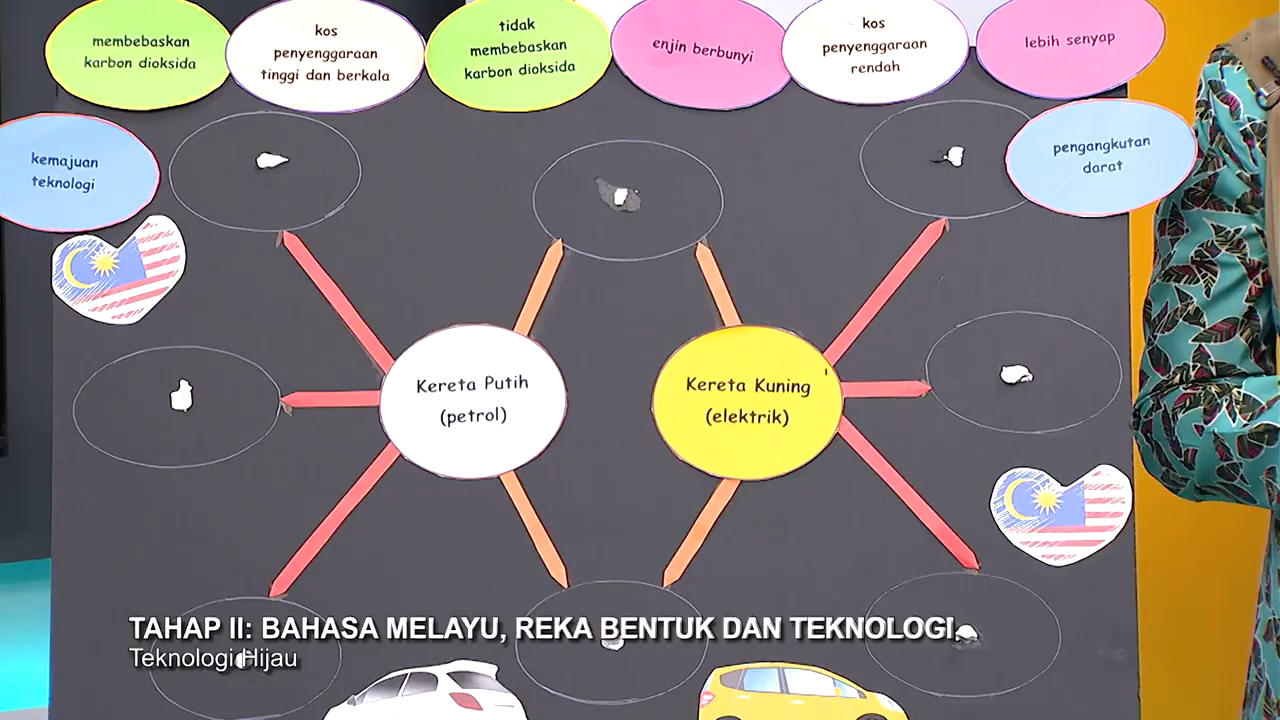 membebaskan
karbon dioksida
kos
penyenggaraan
tinggi dan berkala
tidak
membebaskan
karbon dioksida
enjin berbunyi
kos
penyenggaraan
rendah
lebih senyap
kemajuan
teknologi
pengangkutan
darat
Kereta Putih
(petrol)
Kereta Kuning
(elektrik)
TAHAP II: BAHASA MELAYU, REKA BENTUK DAN TEKNOLOGI.
Teknologi Hijau